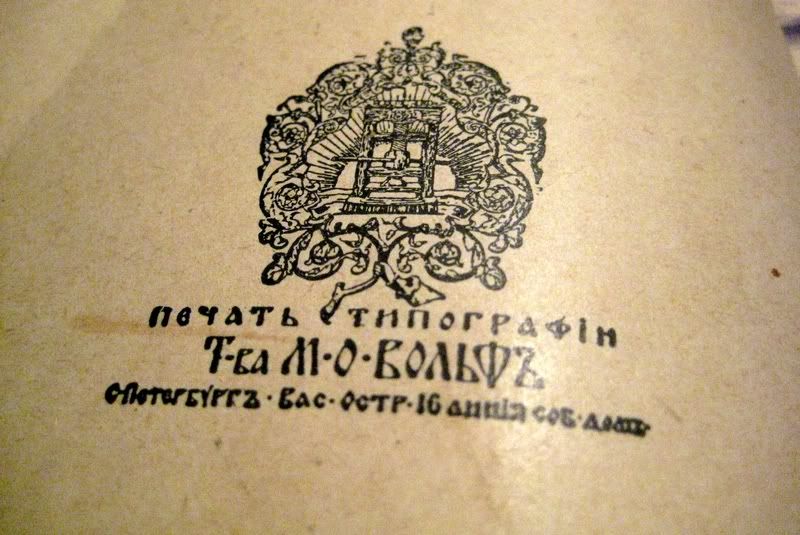 ПЕЧАТЬ ТИПОГРАФІИ
Т-ва М·О·ВОЛЬФЪ
С-ПЕТЕРБУРГЪ·ВАС·ОСТР·16 ЛИНІЯ СОБ·ДОМЪ·